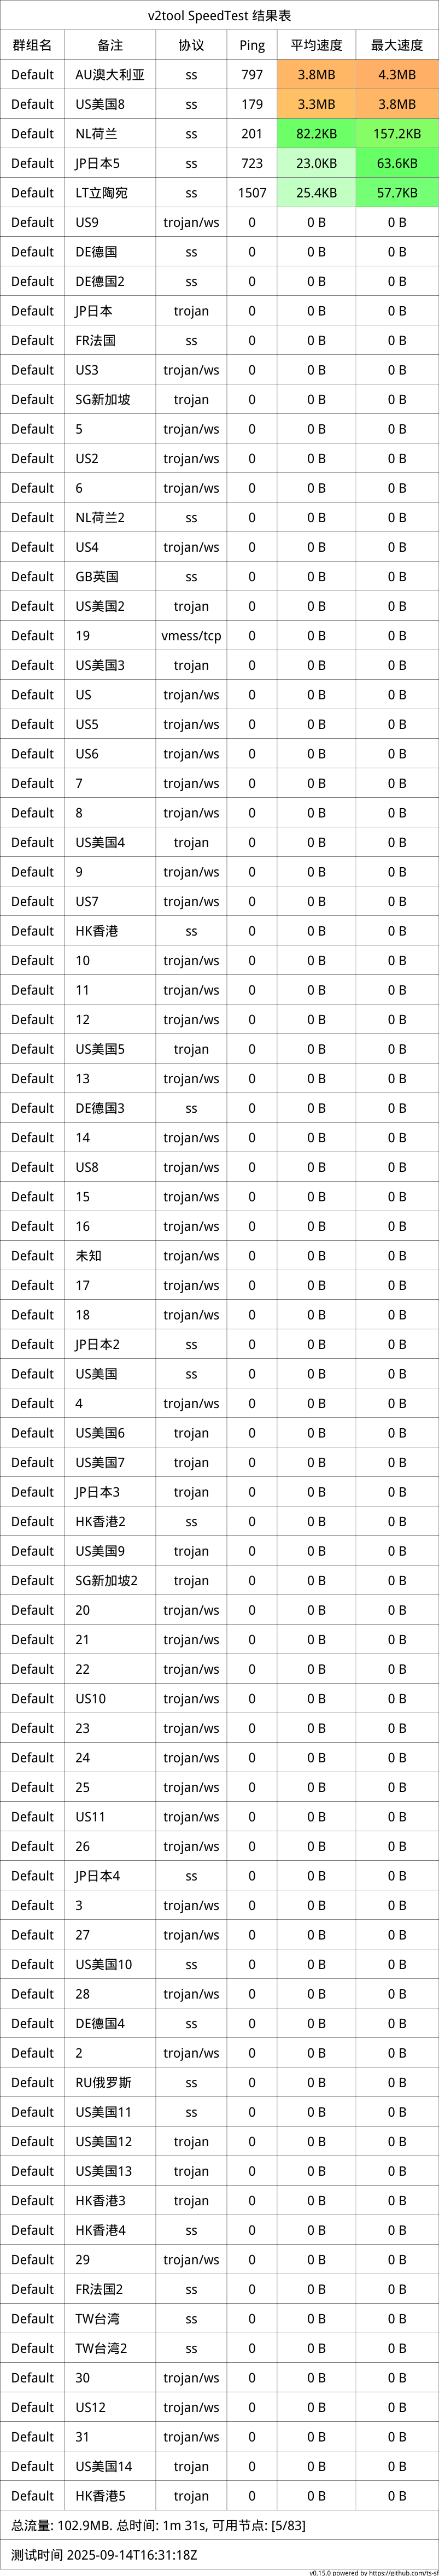 v2tool SpeedTest 结果表
群组名 备注 协议 Ping 平均速度 最大速度
Default AU澳大利亚 ss 797 3.8MB 4.3MB
Default US美国8 ss 179 3.3MB 3.8MB
Default NL荷兰 ss 201 82.2KB 157.2KB
Default JP日本5 ss 723 23.0KB 63.6KB
Default LT立陶宛 ss 1507 25.4KB 57.7KB
Default US9 trojan/ws 0 0 B 0 B
Default DE德国 ss 0 0 B 0 B
Default DE德国2 ss 0 0 B 0 B
Default JP日本 trojan 0 0 B 0 B
Default FR法国 ss 0 0 B 0 B
Default US3 trojan/ws 0 0 B 0 B
Default SG新加坡 trojan 0 0 B 0 B
Default 5 trojan/ws 0 0 B 0 B
Default US2 trojan/ws 0 0 B 0 B
Default 6 trojan/ws 0 0 B 0 B
Default NL荷兰2 ss 0 0 B 0 B
Default US4 trojan/ws 0 0 B 0 B
Default GB英国 ss 0 0 B 0 B
Default US美国2 trojan 0 0 B 0 B
Default 19 vmess/tcp 0 0 B 0 B
Default US美国3 trojan 0 0 B 0 B
Default US trojan/ws 0 0 B 0 B
Default US5 trojan/ws 0 0 B 0 B
Default US6 trojan/ws 0 0 B 0 B
Default 7 trojan/ws 0 0 B 0 B
Default 8 trojan/ws 0 0 B 0 B
Default US美国4 trojan 0 0 B 0 B
Default 9 trojan/ws 0 0 B 0 B
Default US7 trojan/ws 0 0 B 0 B
Default HK香港 ss 0 0 B 0 B
Default 10 trojan/ws 0 0 B 0 B
Default 11 trojan/ws 0 0 B 0 B
Default 12 trojan/ws 0 0 B 0 B
Default US美国5 trojan 0 0 B 0 B
Default 13 trojan/ws 0 0 B 0 B
Default DE德国3 ss 0 0 B 0 B
Default 14 trojan/ws 0 0 B 0 B
Default US8 trojan/ws 0 0 B 0 B
Default 15 trojan/ws 0 0 B 0 B
Default 16 trojan/ws 0 0 B 0 B
Default 未知 trojan/ws 0 0 B 0 B
Default 17 trojan/ws 0 0 B 0 B
Default 18 trojan/ws 0 0 B 0 B
Default JP日本2 ss 0 0 B 0 B
Default US美国 ss 0 0 B 0 B
Default 4 trojan/ws 0 0 B 0 B
Default US美国6 trojan 0 0 B 0 B
Default US美国7 trojan 0 0 B 0 B
Default JP日本3 trojan 0 0 B 0 B
Default HK香港2 ss 0 0 B 0 B
Default US美国9 trojan 0 0 B 0 B
Default SG新加坡2 trojan 0 0 B 0 B
Default 20 trojan/ws 0 0 B 0 B
Default 21 trojan/ws 0 0 B 0 B
Default 22 trojan/ws 0 0 B 0 B
Default US10 trojan/ws 0 0 B 0 B
Default 23 trojan/ws 0 0 B 0 B
Default 24 trojan/ws 0 0 B 0 B
Default 25 trojan/ws 0 0 B 0 B
Default US11 trojan/ws 0 0 B 0 B
Default 26 trojan/ws 0 0 B 0 B
Default JP日本4 ss 0 0 B 0 B
Default 3 trojan/ws 0 0 B 0 B
Default 27 trojan/ws 0 0 B 0 B
Default US美国10 ss 0 0 B 0 B
Default 28 trojan/ws 0 0 B 0 B
Default DE德国4 ss 0 0 B 0 B
Default 2 trojan/ws 0 0 B 0 B
Default RU俄罗斯 ss 0 0 B 0 B
Default US美国11 ss 0 0 B 0 B
Default US美国12 trojan 0 0 B 0 B
Default US美国13 trojan 0 0 B 0 B
Default HK香港3 trojan 0 0 B 0 B
Default HK香港4 ss 0 0 B 0 B
Default 29 trojan/ws 0 0 B 0 B
Default FR法国2 ss 0 0 B 0 B
Default TW台湾 ss 0 0 B 0 B
Default TW台湾2 ss 0 0 B 0 B
Default 30 trojan/ws 0 0 B 0 B
Default US12 trojan/ws 0 0 B 0 B
Default 31 trojan/ws 0 0 B 0 B
Default US美国14 trojan 0 0 B 0 B
Default HK香港5 trojan 0 0 B 0 B
总流量: 102.9MB. 总时间: 1m 31s, 可用节点: [5/83]
测试时间 2025-09-14T16:31:18Z
v0.15.0 powered by https://github.com/ts-sf